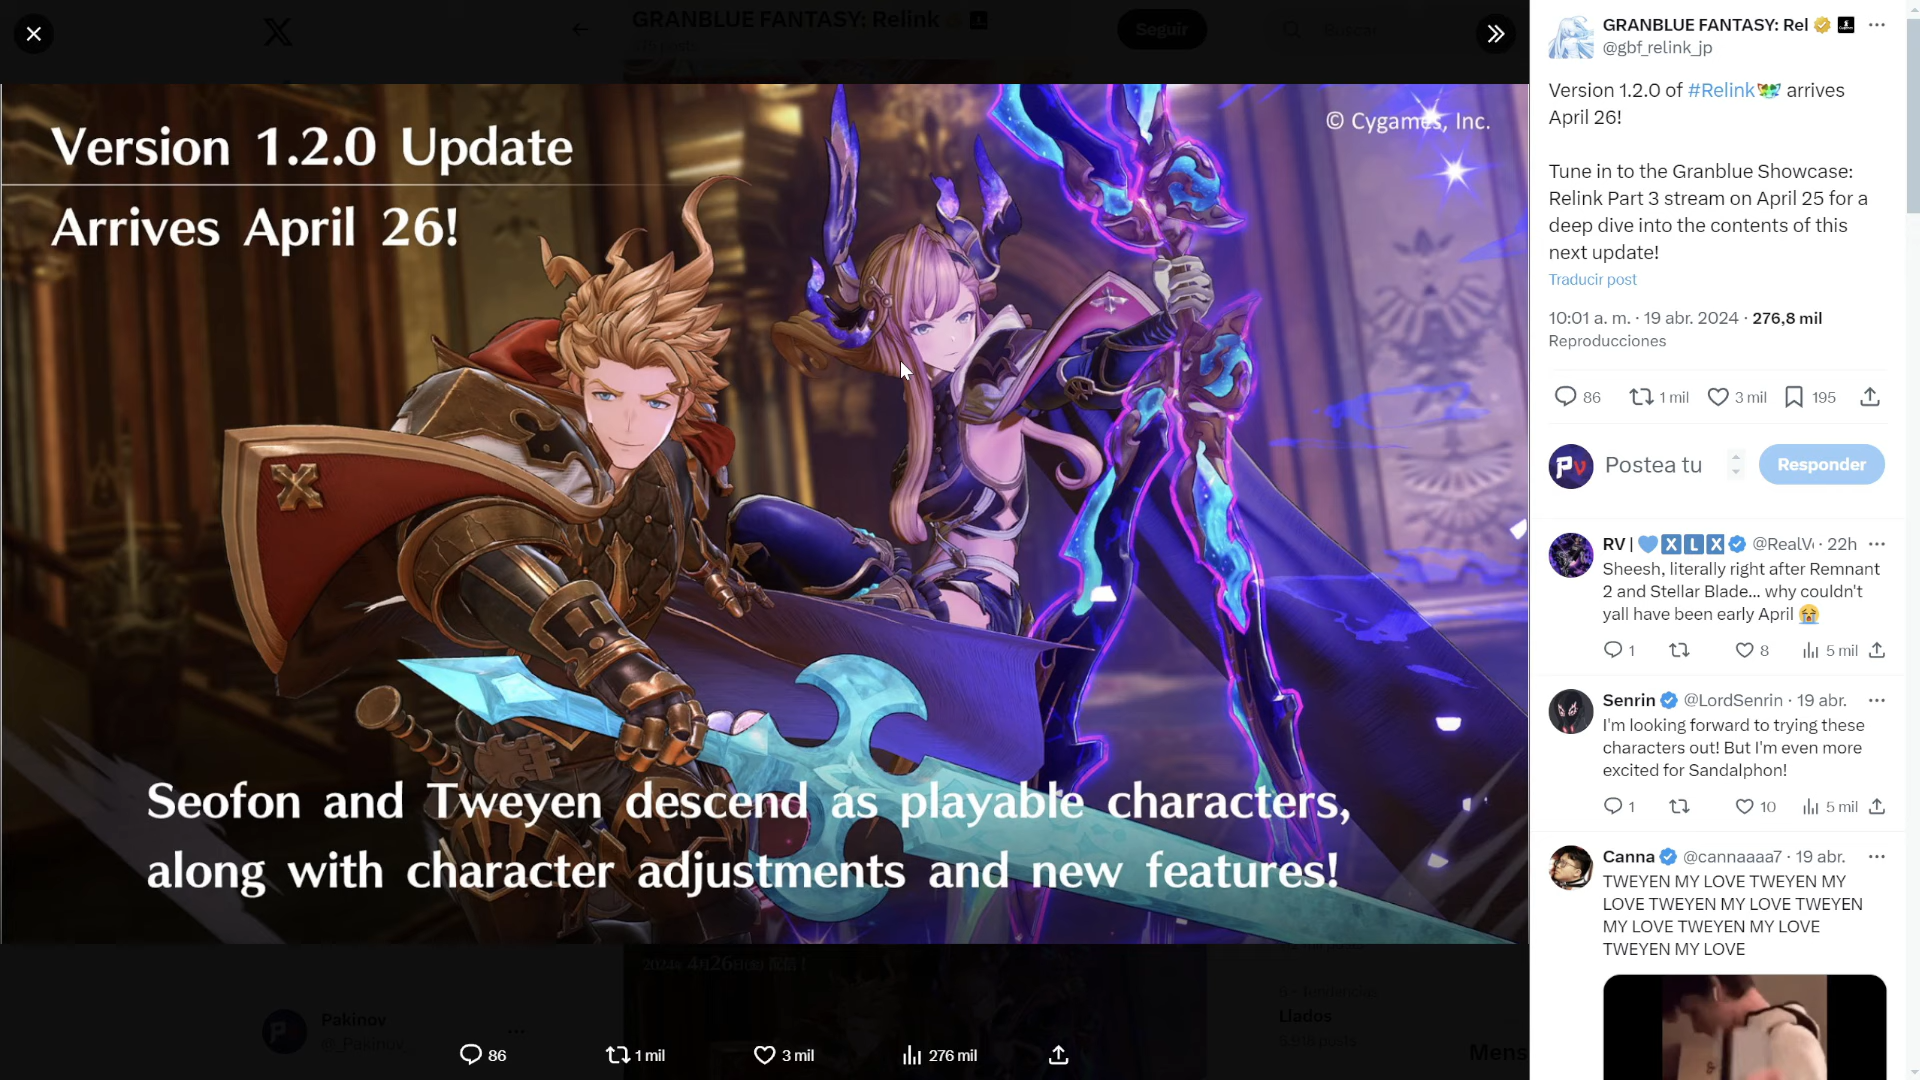 GRANBLUE FANTASY: Relink
Seguir
Buscar
Version 1.2.0 Update
Arrives April 26!
© Cygames, Inc.
Seofon and Tweyen descend as playable characters,
along with character adjustments and new features!
Pakinov
Llados
Mens
86
1 mil
3 mil
276 mil
GRANBLUE FANTASY: Rel
@gbf_relink_jp
Version 1.2.0 of #Relink arrives
April 26!
Tune in to the Granblue Showcase:
Relink Part 3 stream on April 25 for a
deep dive into the contents of this
next update!
Traducir post
10:01 a. m. · 19 abr. 2024 · 276,8 mil
Reproducciones
86
1 mil
3 mil
195
Pv
Postea tu
Responder
RV | 💙 X L X @RealV · 22h
Sheesh, literally right after Remnant
2 and Stellar Blade... why couldn't
yall have been early April 😭
1
8
5 mil
Senrin @LordSenrin · 19 abr.
I'm looking forward to trying these
characters out! But I'm even more
excited for Sandalphon!
1
10
5 mil
Canna @cannaaaa7 · 19 abr.
TWEYEN MY LOVE TWEYEN MY
LOVE TWEYEN MY LOVE TWEYEN
MY LOVE TWEYEN MY LOVE
TWEYEN MY LOVE